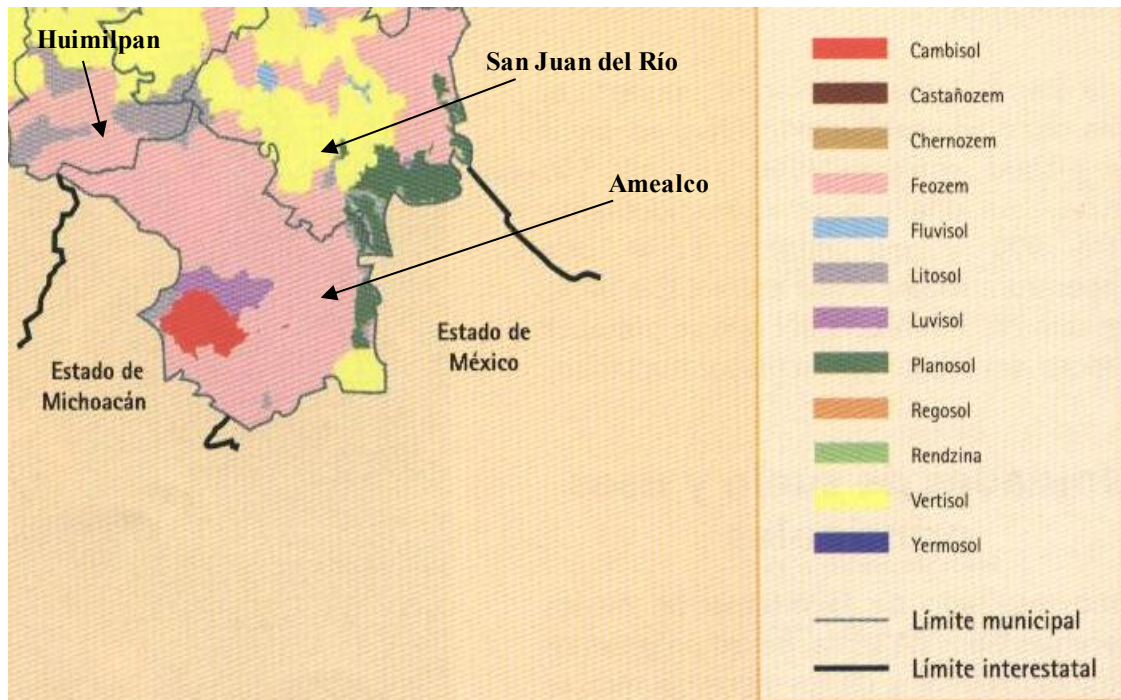 Huimilpan
San Juan del Río
Amealco
Estado de
México
Estado de
Michoacán
Cambisol
Castañozem
Chernozem
Feozem
Fluvisol
Litosol
Luvisol
Planosol
Regosol
Rendzina
Vertisol
Yermosol
Límite municipal
Límite interestatal